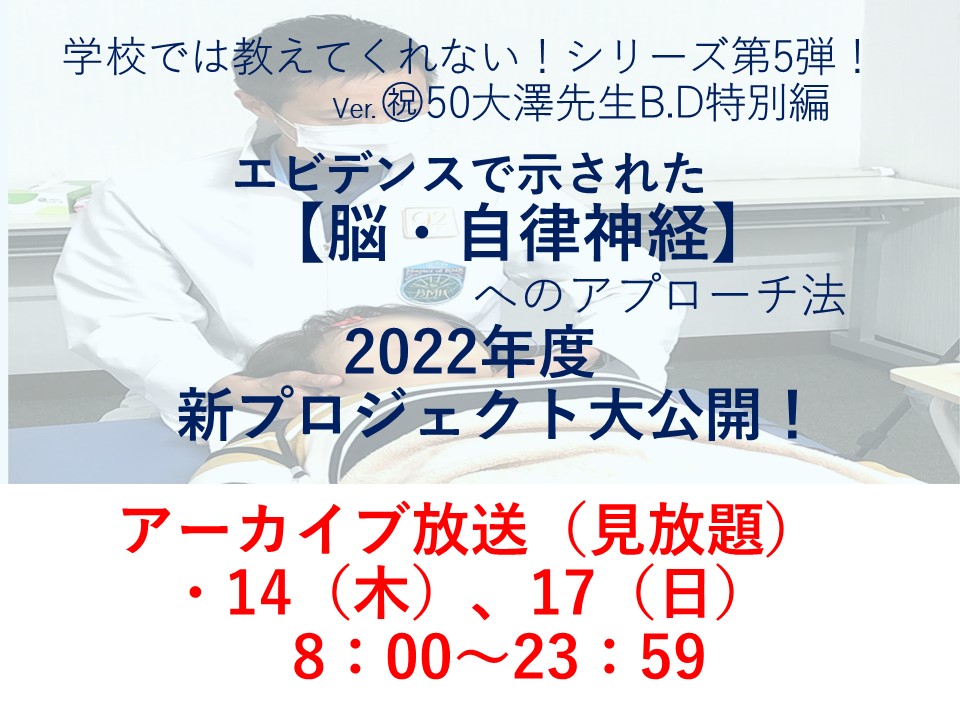 学校では教えてくれない！シリーズ第5弾！
Ver.㊗50大澤先生B.D特別編
エビデンスで示された
【脳・自律神経】
へのアプローチ法
2022年度
新プロジェクト大公開！
アーカイブ放送（見放題）
・14（木）、17（日）
8：00～23：59
BMK